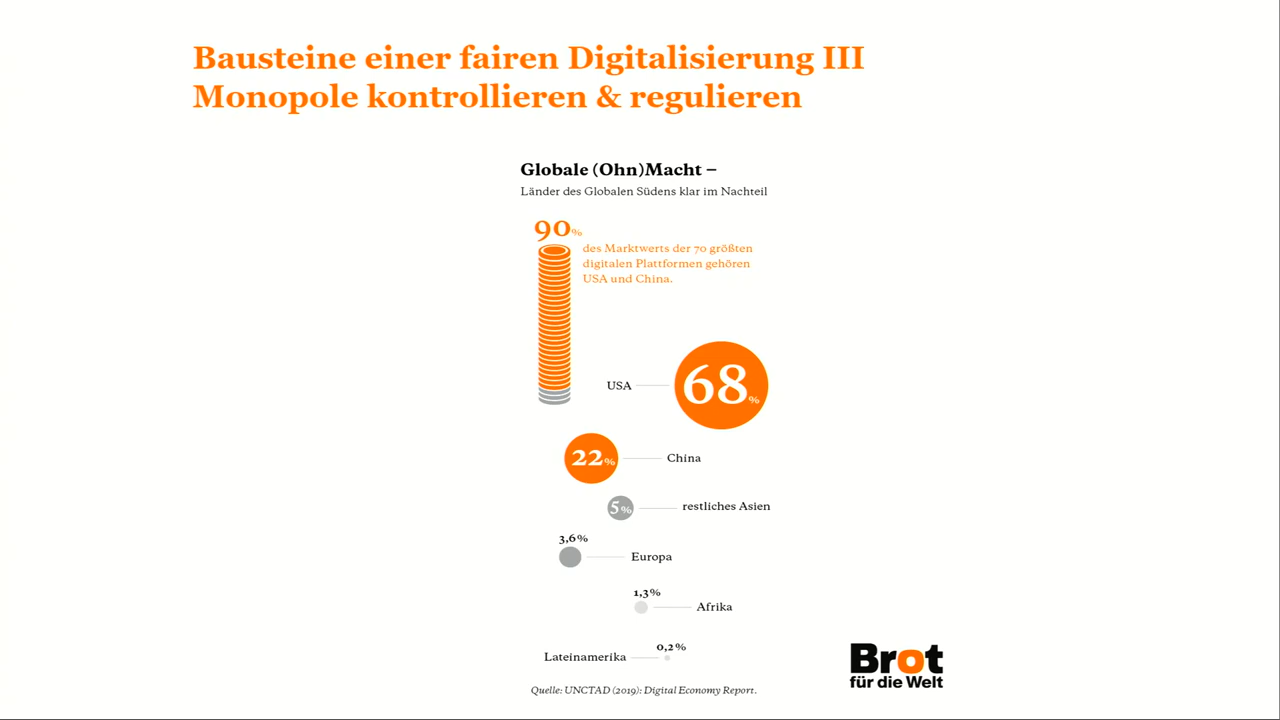 Bausteine einer fairen Digitalisierung III
Monopole kontrollieren & regulieren
Globale (Ohn)Macht –
Länder des Globalen Südens klar im Nachteil
90%
des Marktwerts der 70 größten
digitalen Plattformen gehören
USA und China.
USA 68%
22% China
5% restliches Asien
3,6%
Europa
1,3%
Afrika
0,2%
Lateinamerika
Brot
für die Welt
Quelle: UNCTAD (2019): Digital Economy Report.